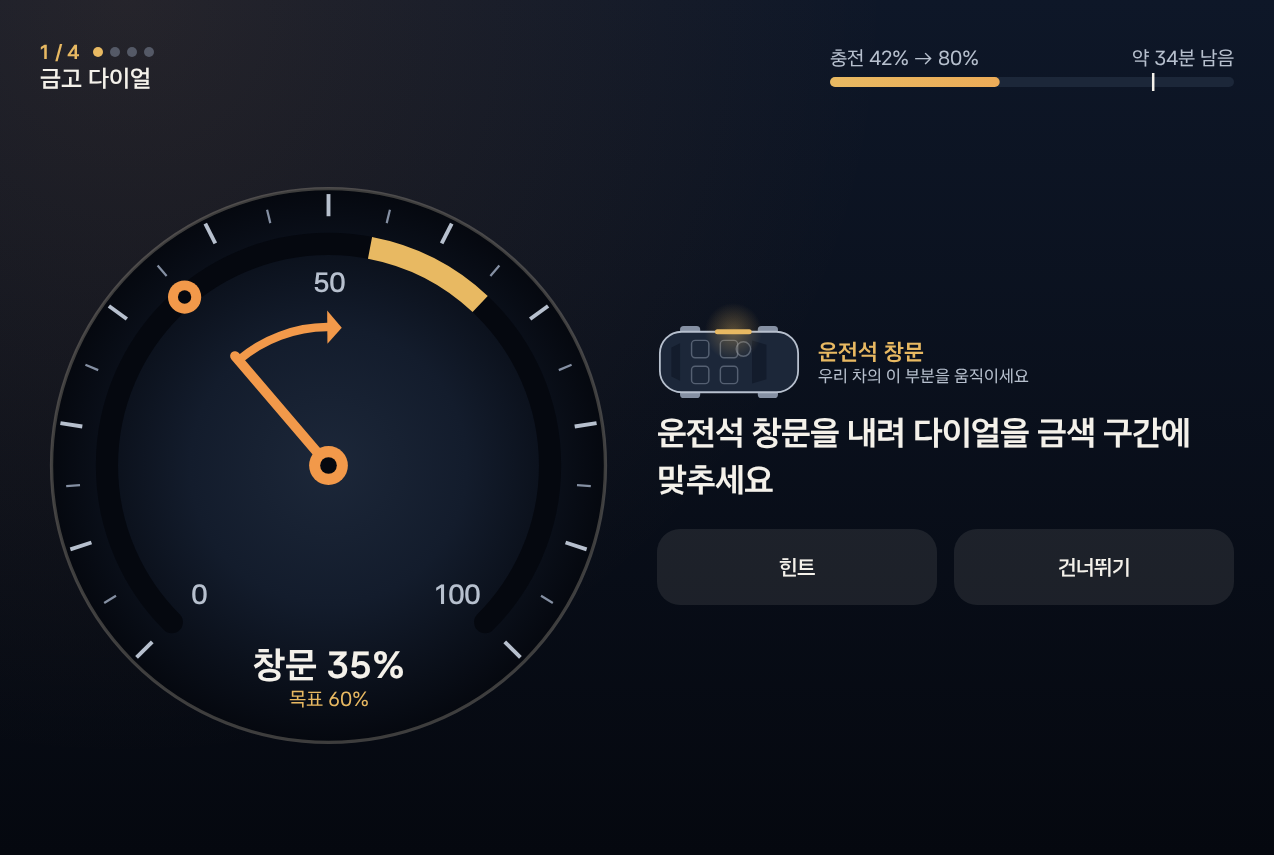 1 / 4
금고 다이얼
충전 42% → 80%
약 34분 남음
50
0
100
창문 35%
목표 60%
운전석 창문
우리 차의 이 부분을 움직이세요
운전석 창문을 내려 다이얼을 금색 구간에
맞추세요
힌트
건너뛰기